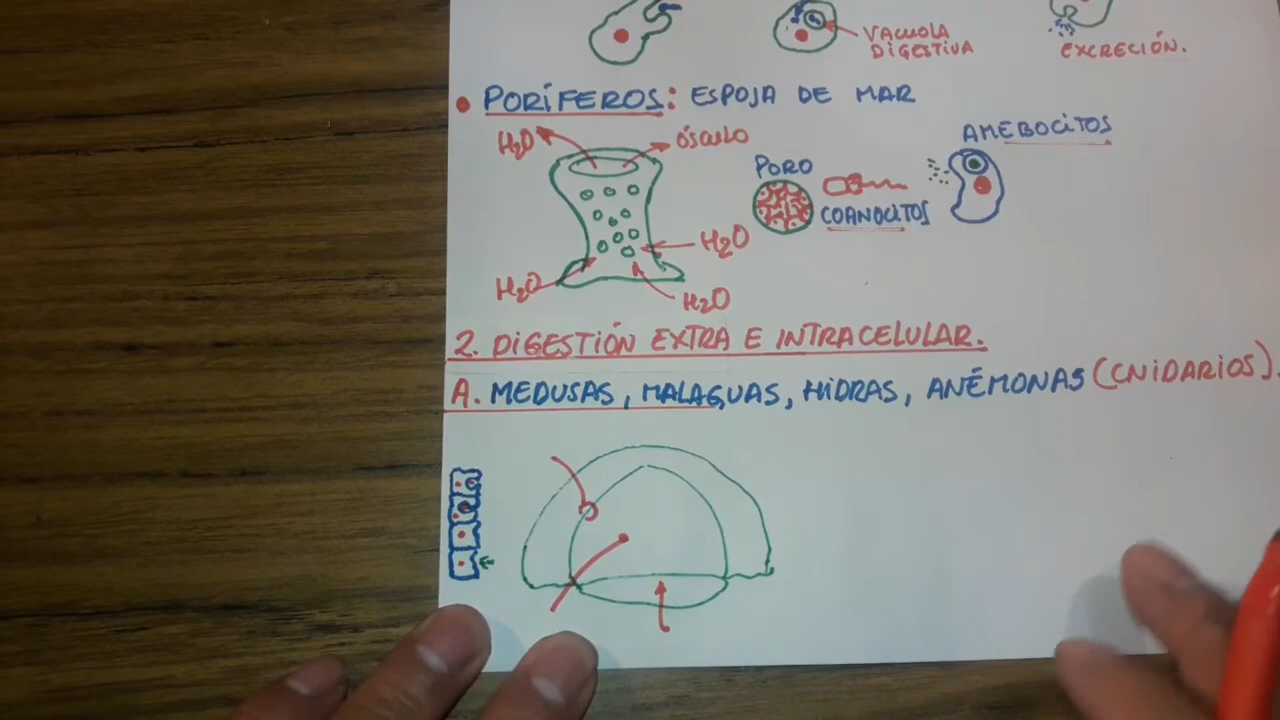 VACUOLA
DIGESTIVA
EXCRECIÓN.
• PORÍFEROS: ESPOJA DE MAR
H₂O
ÓSCULO
PORO
COANOCITOS
AMEBOCITOS
H₂O
H₂O
H₂O
2. DIGESTIÓN EXTRA E INTRACELULAR.
A. MEDUSAS, MALAGUAS, HIDRAS, ANÉMONAS (CNIDARIOS).